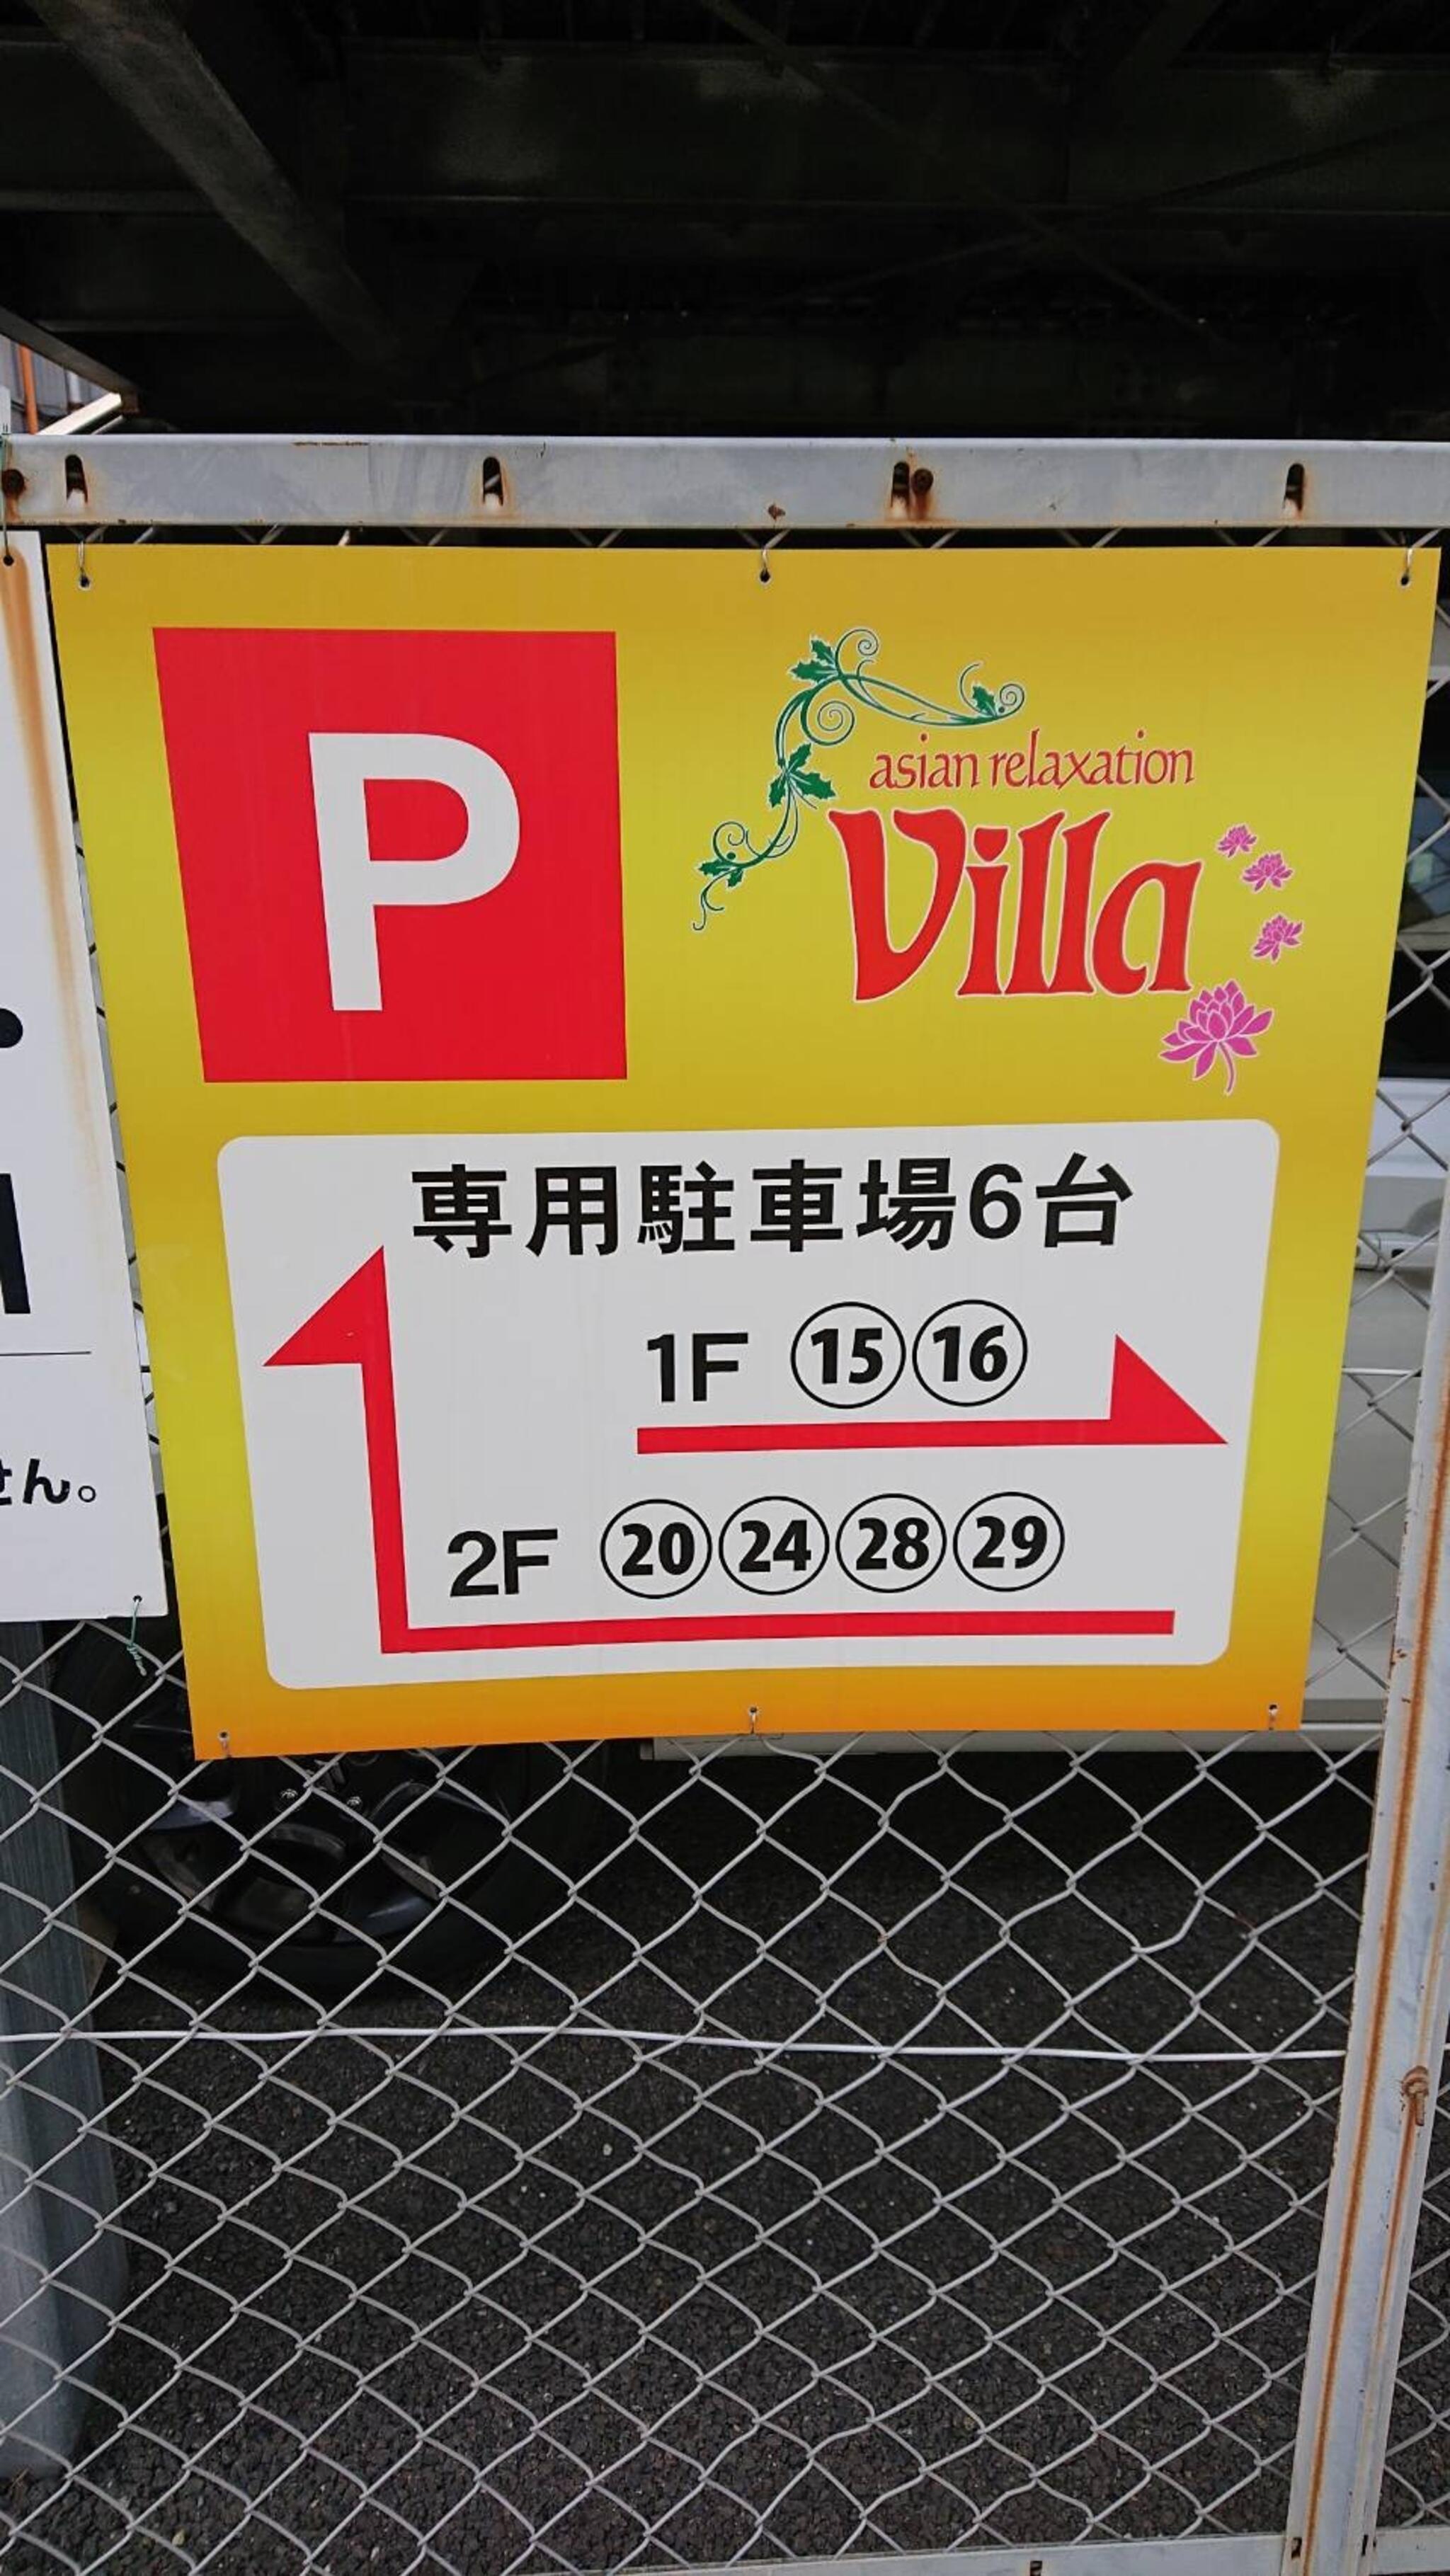 P
asian relaxation
Villa
専用駐車場6台
1F ⑮⑯
2F ⑳㉔㉘㉙
せん。